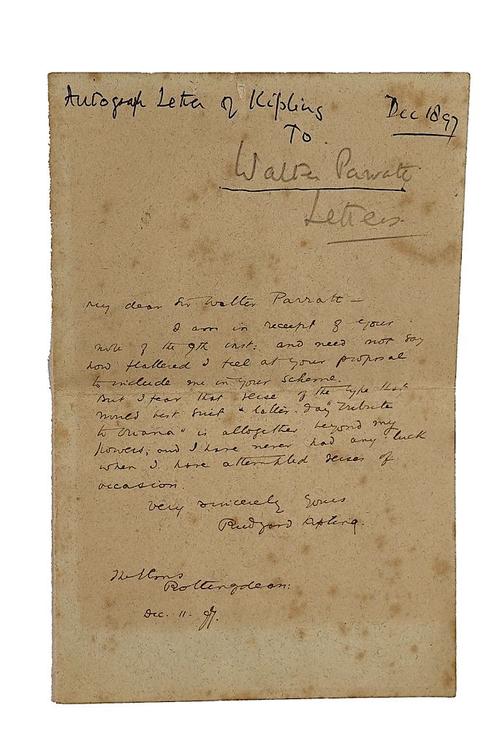 Autograph Letter of Kipling Dec 1897
To
Walter Parratt
Letters
My dear Sir Walter Parratt —
I am in receipt of your
note of the 9th inst: and need not say
how flattered I feel at your proposal
to include me in your scheme.
But I fear that verse of the type that
would best suit "latter-day tribute
to Oriana" is altogether beyond my
powers; and I have never had any luck
when I have attempted verses of
occasion.
Very sincerely yours
Rudyard Kipling.
The Elms
Rottingdean.
Dec. 11. 97.